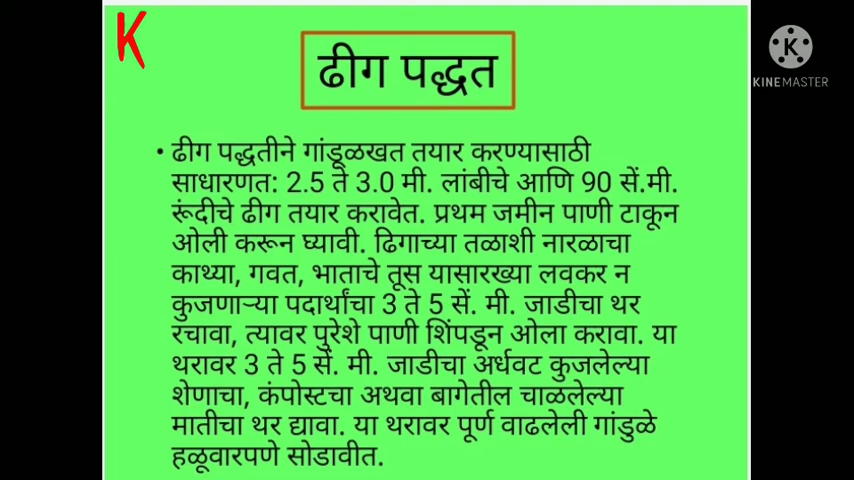 K
ढीग पद्धत
K
KINEMASTER
• ढीग पद्धतीने गांडूळखत तयार करण्यासाठी
साधारणत: 2.5 ते 3.0 मी. लांबीचे आणि 90 सें.मी.
रूंदीचे ढीग तयार करावेत. प्रथम जमीन पाणी टाकून
ओली करून घ्यावी. ढिगाच्या तळाशी नारळाचा
काथ्या, गवत, भाताचे तूस यासारख्या लवकर न
कुजणाऱ्या पदार्थांचा 3 ते 5 सें. मी. जाडीचा थर
रचावा, त्यावर पुरेशे पाणी शिंपडून ओला करावा. या
थरावर 3 ते 5 सें. मी. जाडीचा अर्धवट कुजलेल्या
शेणाचा, कंपोस्टचा अथवा बागेतील चाळलेल्या
मातीचा थर द्यावा. या थरावर पूर्ण वाढलेली गांडुळे
हळूवारपणे सोडावीत.